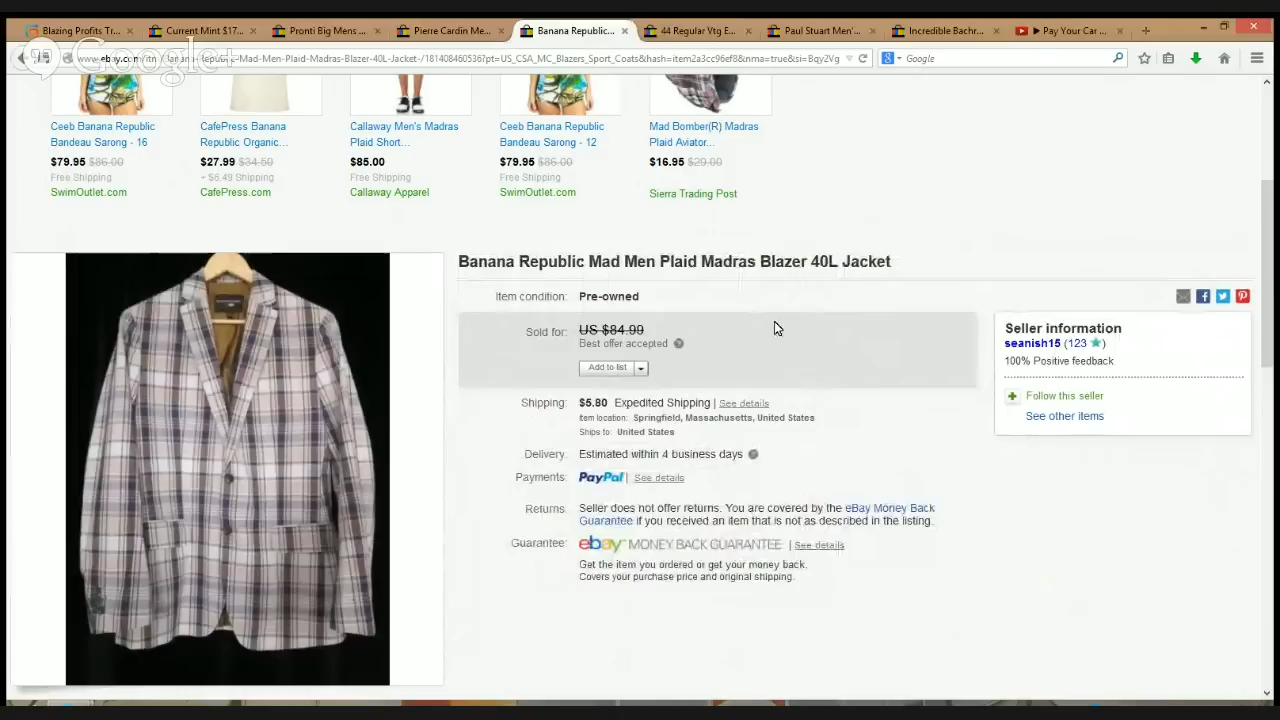 Blazing Profits Tr...
Current Mint $17...
Pronti Big Mens ...
Pierre Cardin Me...
Banana Republic...
44 Regular Vtg E...
Paul Stuart Men'...
Incredible Bachr...
▶ Pay Your Car ...
Google+
Google
Ceeb Banana Republic
Bandeau Sarong - 16
$79.95 $86.00
Free Shipping
SwimOutlet.com
CafePress Banana
Republic Organic...
$27.99 $34.50
+ $6.49 Shipping
CafePress.com
Callaway Men's Madras
Plaid Short...
$85.00
Free Shipping
Callaway Apparel
Ceeb Banana Republic
Bandeau Sarong - 12
$79.95 $86.00
Free Shipping
SwimOutlet.com
Mad Bomber(R) Madras
Plaid Aviator...
$16.95 $29.00
Sierra Trading Post
Banana Republic Mad Men Plaid Madras Blazer 40L Jacket
Item condition: Pre-owned
Sold for: US $84.99
Best offer accepted
Add to list
Shipping: $5.80 Expedited Shipping | See details
Item location: Springfield, Massachusetts, United States
Ships to: United States
Delivery: Estimated within 4 business days
Payments: PayPal | See details
Returns: Seller does not offer returns. You are covered by the eBay Money Back
Guarantee if you received an item that is not as described in the listing.
Guarantee: ebay MONEY BACK GUARANTEE | See details
Get the item you ordered or get your money back.
Covers your purchase price and original shipping.
Seller information
seanish15 (123 ★)
100% Positive feedback
Follow this seller
See other items